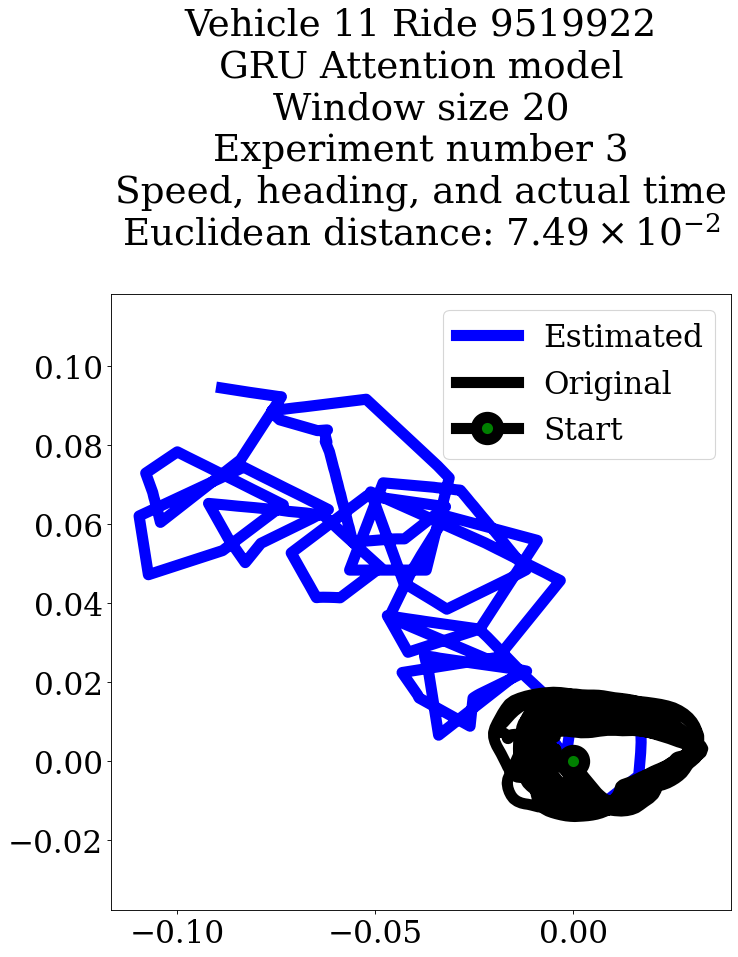 Vehicle 11 Ride 9519922
GRU Attention model
Window size 20
Experiment number 3
Speed, heading, and actual time
Euclidean distance: 7.49 × 10⁻²
Estimated
Original
Start
0.10
0.08
0.06
0.04
0.02
0.00
−0.02
−0.10
−0.05
0.00